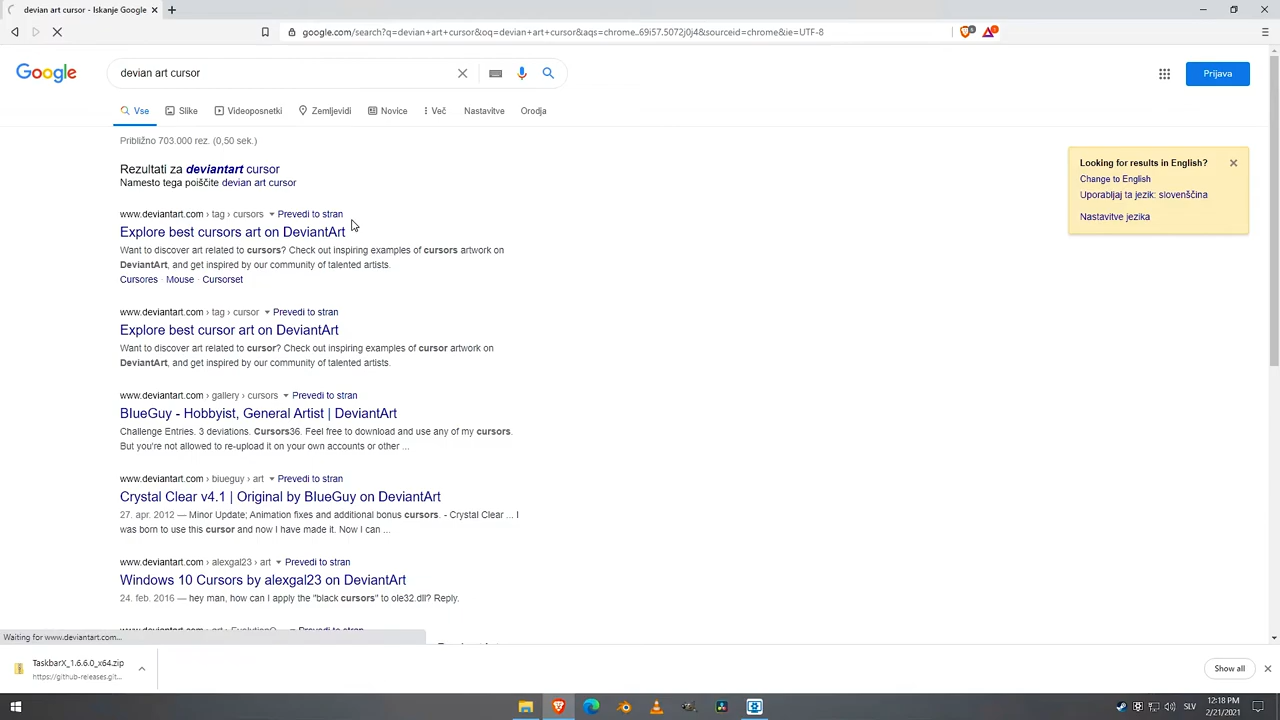 devian art cursor - Iskanje Google
google.com/search?q=devian+art+cursor&oq=devian+art+cursor&aqs=chrome..69i57.5072j0j4&sourceid=chrome&ie=UTF-8
Google
devian art cursor
Prijava
Vse Slike Videoposnetki Zemljevidi Novice Več Nastavitve Orodja
Približno 703.000 rez. (0,50 sek.)
Rezultati za deviantart cursor
Namesto tega poiščite devian art cursor
Looking for results in English?
Change to English
Uporabljaj ta jezik: slovenščina
Nastavitve jezika
www.deviantart.com › tag › cursors Prevedi to stran
Explore best cursors art on DeviantArt
Want to discover art related to cursors? Check out inspiring examples of cursors artwork on
DeviantArt, and get inspired by our community of talented artists.
Cursores · Mouse · Cursorset
www.deviantart.com › tag › cursor Prevedi to stran
Explore best cursor art on DeviantArt
Want to discover art related to cursor? Check out inspiring examples of cursor artwork on
DeviantArt, and get inspired by our community of talented artists.
www.deviantart.com › gallery › cursors Prevedi to stran
BlueGuy - Hobbyist, General Artist | DeviantArt
Challenge Entries. 3 deviations. Cursors36. Feel free to download and use any of my cursors.
But you're not allowed to re-upload it on your own accounts or other ...
www.deviantart.com › blueguy › art Prevedi to stran
Crystal Clear v4.1 | Original by BlueGuy on DeviantArt
27. apr. 2012 — Minor Update; Animation fixes and additional bonus cursors. - Crystal Clear ... I
was born to use this cursor and now I have made it. Now I can ...
www.deviantart.com › alexgal23 › art Prevedi to stran
Windows 10 Cursors by alexgal23 on DeviantArt
24. feb. 2016 — hey man, how can I apply the "black cursors" to ole32.dll? Reply.
www.deviantart.com › art › EvolutionO... Prevedi to stran
Waiting for www.deviantart.com...
TaskbarX_1.6.6.0_x64.zip
https://github-releases.git...
Show all
SLV
12:18 PM
2/21/2021